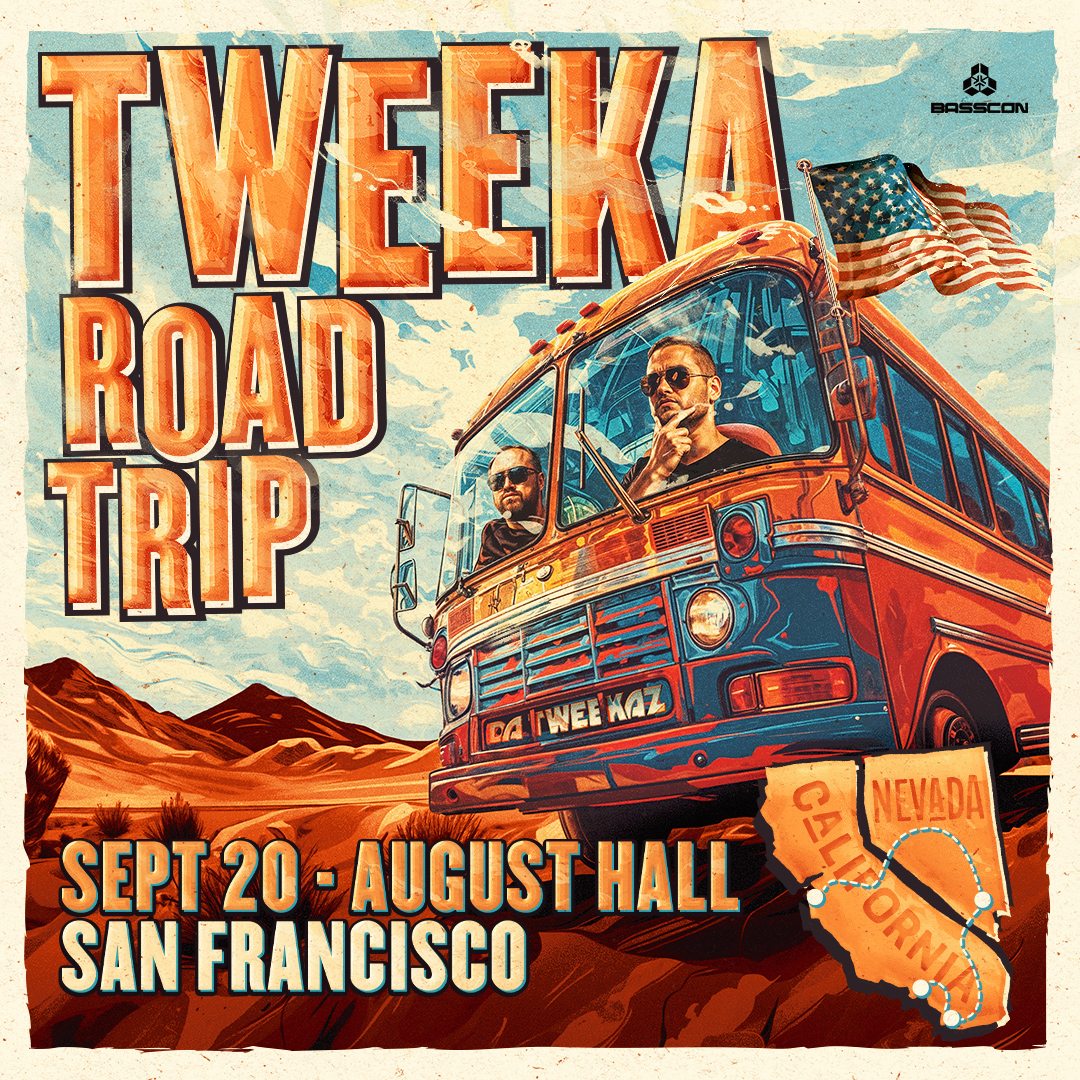 TWEEKA
ROAD
TRIP
BASSCON
DA TWEEKAZ
CALIFORNIA
NEVADA
SEPT 20 - AUGUST HALL
SAN FRANCISCO